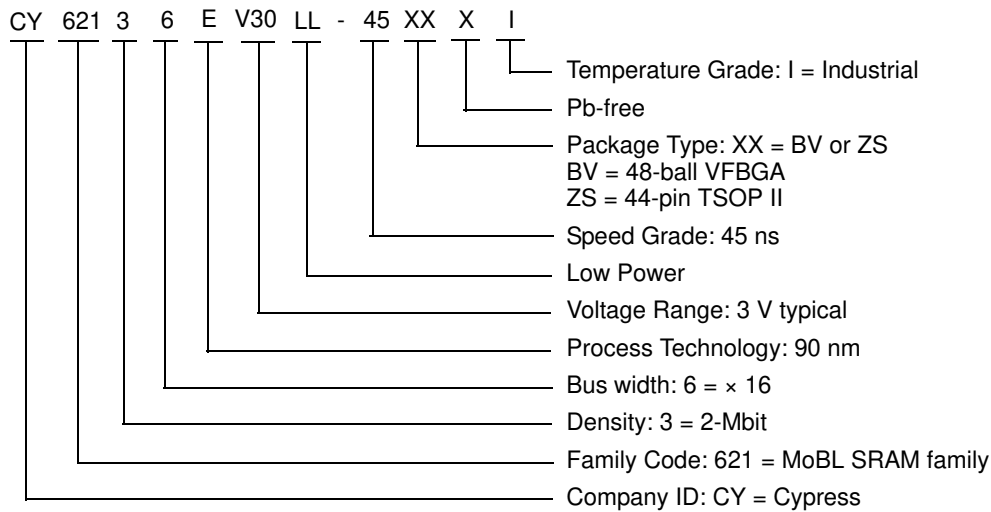 CY 621 3 6 E V30 LL - 45 XX X I
Temperature Grade: I = Industrial
Pb-free
Package Type: XX = BV or ZS
BV = 48-ball VFBGA
ZS = 44-pin TSOP II
Speed Grade: 45 ns
Low Power
Voltage Range: 3 V typical
Process Technology: 90 nm
Bus width: 6 = × 16
Density: 3 = 2-Mbit
Family Code: 621 = MoBL SRAM family
Company ID: CY = Cypress